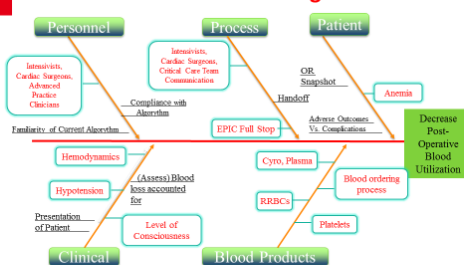 Personnel
Process
Patient
Intensivists,
Cardiac Surgeons,
Advanced
Practice
Clinicians
Compliance with
Algorithm
Familiarity of Current Algorithm
Intensivists,
Cardiac Surgeons,
Critical Care Term
Communication
Handoff
EPIC Full Stop
OR
Snapshot
Anemia
Adverse Outcomes
Vs. Complications
Decrease
Post-
Operative
Blood
Utilization
Hemodynamics
Hypotension
(Assess) Blood
loss accounted
for
Presentation
of Patient
Level of
Consciousness
Cyro, Plasma
Blood ordering
process
RRBCs
Platelets
Clinical
Blood Products